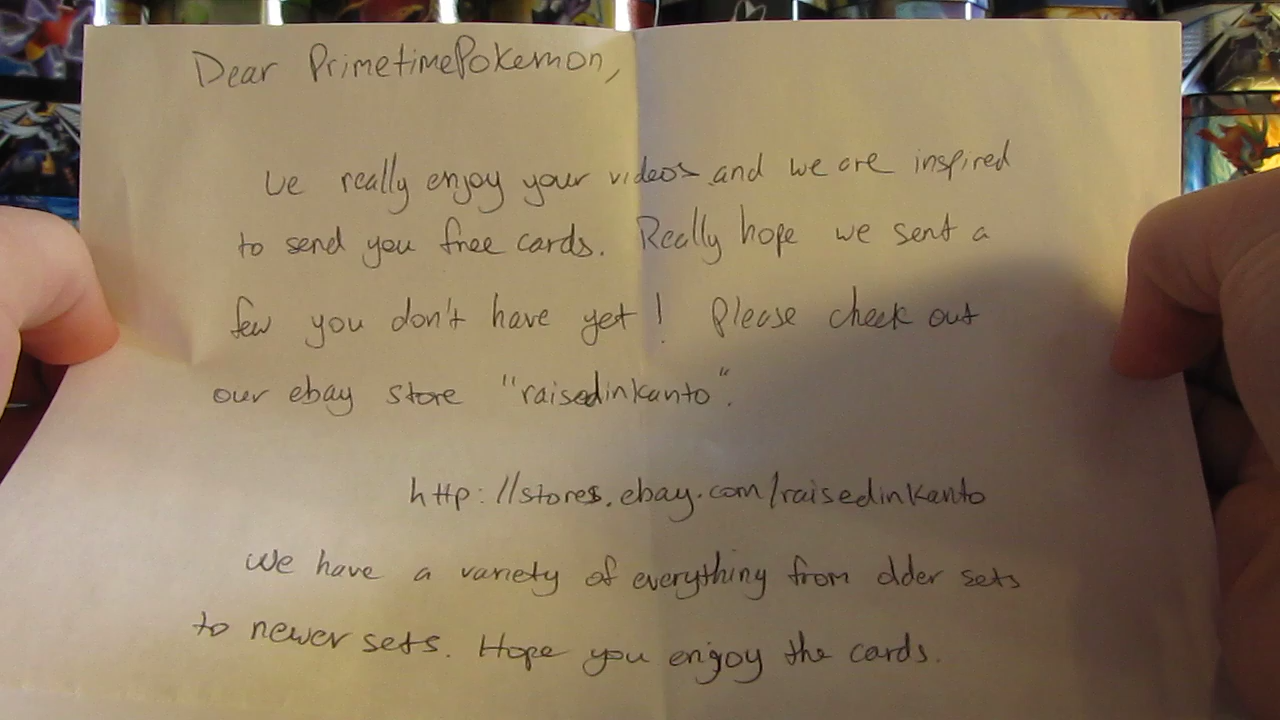 Dear PrimetimePokemon,
We really enjoy your videos and we are inspired
to send you free cards. Really hope we sent a
few you don't have yet! Please check out
our ebay store "raisedinkanto".
http://stores.ebay.com/raisedinkanto
We have a variety of everything from older sets
to newer sets. Hope you enjoy the cards.